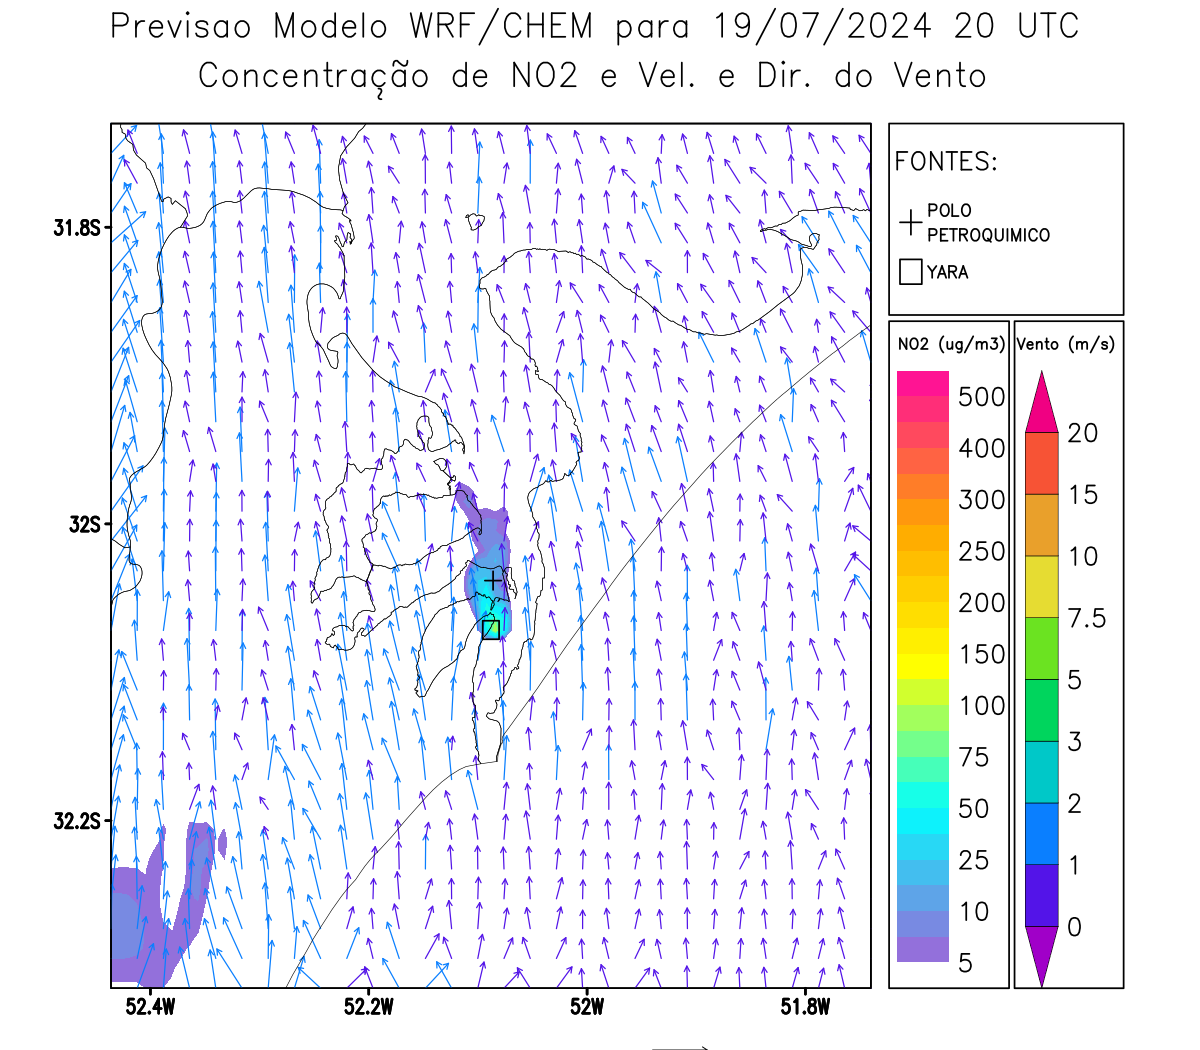 Previsao Modelo WRF/CHEM para 19/07/2024 20 UTC
Concentração de NO2 e Vel. e Dir. do Vento
FONTES:
POLO
PETROQUIMICO
YARA
NO2 (ug/m3)
500
400
300
250
200
150
100
75
50
25
10
5
Vento (m/s)
20
15
10
7.5
5
3
2
1
0
31.8S
32S
32.2S
52.4W 52.2W 52W 51.8W